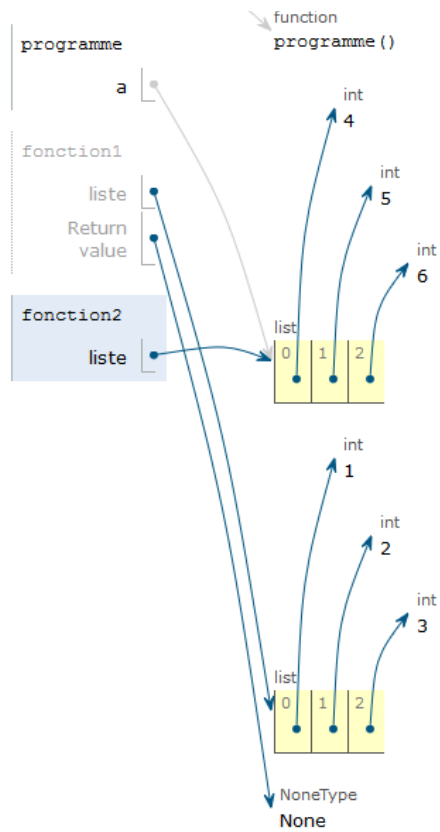 function
programme()
programme
a
int
4
fonction1
liste
Return
value
int
5
int
6
fonction2
liste
list
0 1 2
int
1
int
2
int
3
list
0 1 2
NoneType
None